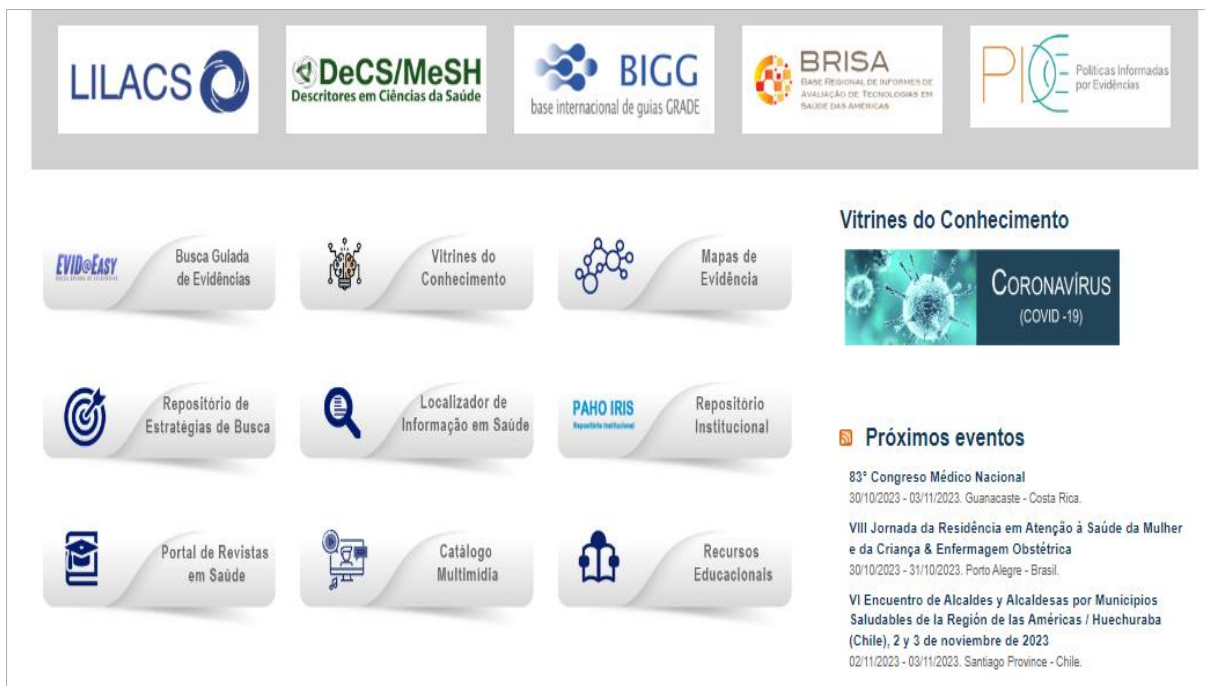 LILACS
DeCS/MeSH
Descritores em Ciências da Saúde
BIGG
base internacional de guias GRADE
BRISA
BASE REGIONAL DE INFORMES DE
AVALIAÇÃO DE TECNOLOGIAS EM
SAÚDE DAS AMÉRICAS
PIE
Políticas Informadas
por Evidências
EVID@EASY
Busca Guiada
de Evidências
Vitrines do
Conhecimento
Mapas de
Evidência
Repositório de
Estratégias de Busca
Localizador de
Informação em Saúde
PAHO IRIS
Repositório Institucional
Repositório
Institucional
Portal de Revistas
em Saúde
Catálogo
Multimídia
Recursos
Educacionais
Vitrines do Conhecimento
CORONAVÍRUS
(COVID -19)
Próximos eventos
83° Congreso Médico Nacional
30/10/2023 - 03/11/2023. Guanacaste - Costa Rica.
VIII Jornada da Residência em Atenção à Saúde da Mulher
e da Criança & Enfermagem Obstétrica
30/10/2023 - 31/10/2023. Porto Alegre - Brasil.
VI Encuentro de Alcaldes y Alcaldesas por Municipios
Saludables de la Región de las Américas / Huechuraba
(Chile), 2 y 3 de noviembre de 2023
02/11/2023 - 03/11/2023. Santiago Province - Chile.